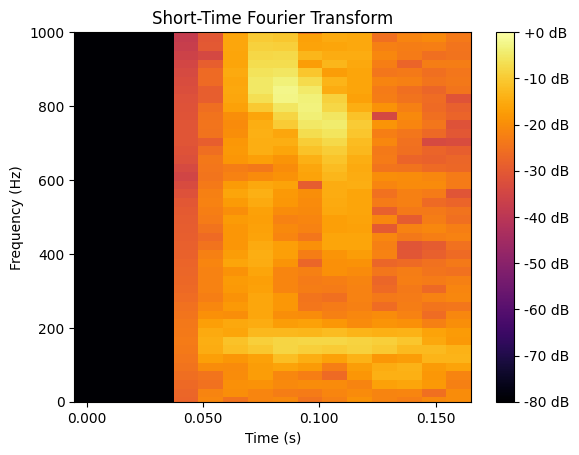 Short-Time Fourier Transform
1000
800
600
400
200
0
Frequency (Hz)
0.000
0.050
0.100
0.150
Time (s)
+0 dB
-10 dB
-20 dB
-30 dB
-40 dB
-50 dB
-60 dB
-70 dB
-80 dB